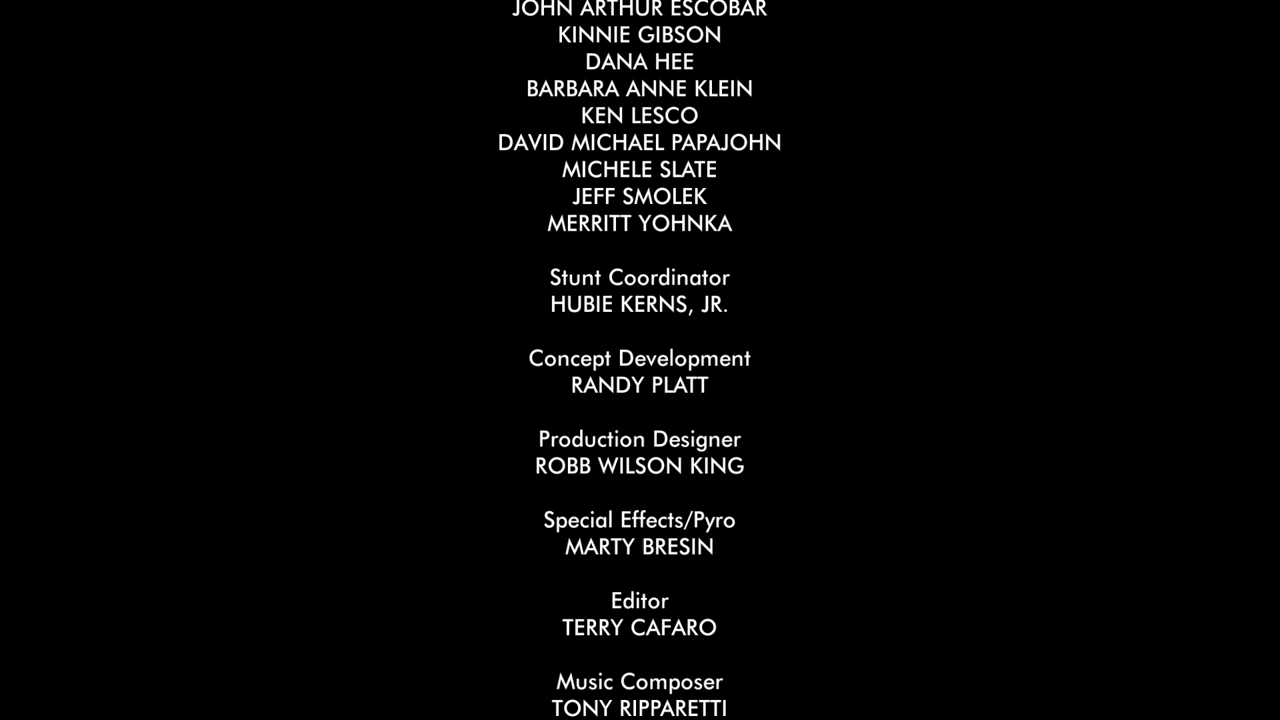 JOHN ARTHUR ESCOBAR
KINNIE GIBSON
DANA HEE
BARBARA ANNE KLEIN
KEN LESCO
DAVID MICHAEL PAPAJOHN
MICHELE SLATE
JEFF SMOLEK
MERRITT YOHNKA
Stunt Coordinator
HUBIE KERNS, JR.
Concept Development
RANDY PLATT
Production Designer
ROBB WILSON KING
Special Effects/Pyro
MARTY BRESIN
Editor
TERRY CAFARO
Music Composer
TONY RIPPARETTI